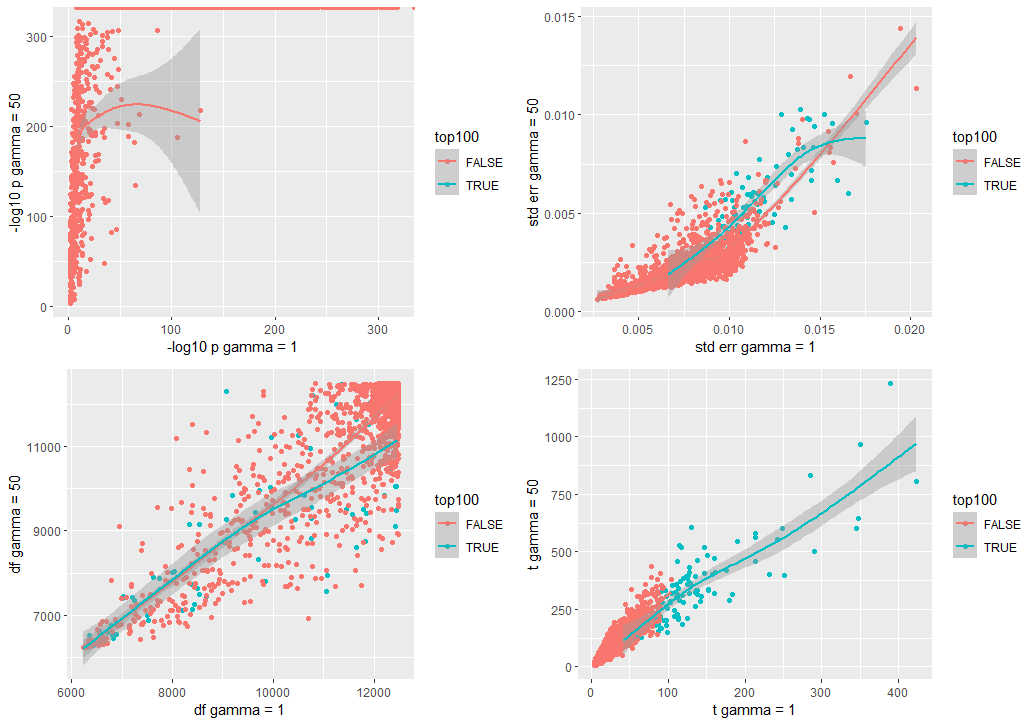 300
200
100
0
-log10 p gamma = 50
0
100
200
300
-log10 p gamma = 1
top100
FALSE
TRUE
0.015
0.010
0.005
0.000
std err gamma = 50
0.005
0.010
0.015
0.020
std err gamma = 1
top100
FALSE
TRUE
11000
9000
7000
df gamma = 50
6000
8000
10000
12000
df gamma = 1
top100
FALSE
TRUE
1250
1000
750
500
250
0
t gamma = 50
0
100
200
300
400
t gamma = 1
top100
FALSE
TRUE